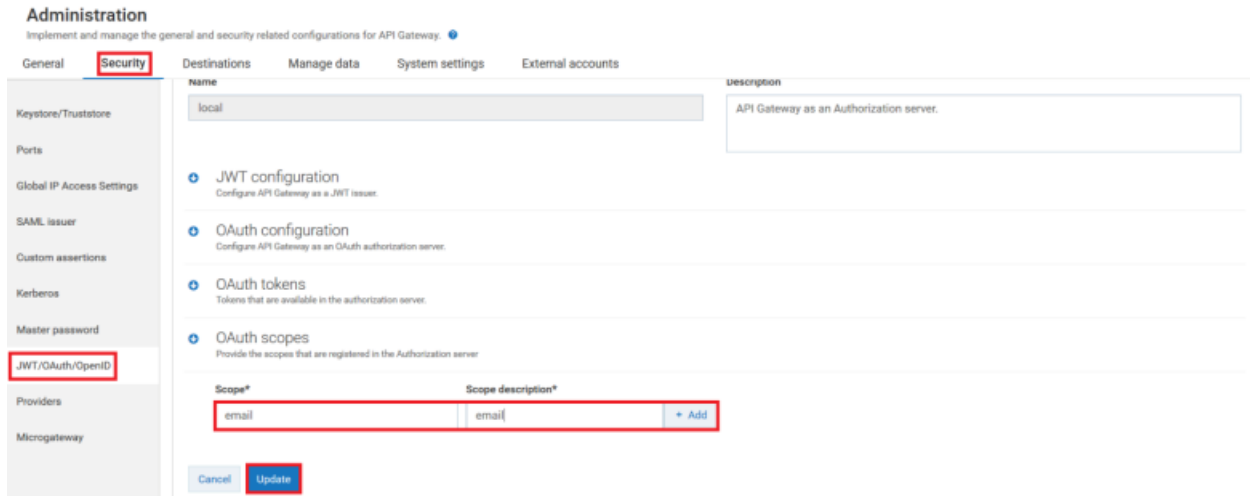 Administration
Implement and manage the general and security related configurations for API Gateway.
General Security Destinations Manage data System settings External accounts
Keystore/Truststore
Ports
Global IP Access Settings
SAML issuer
Custom assertions
Kerberos
Master password
JWT/OAuth/OpenID
Providers
Microgateway
Name
local
Description
API Gateway as an Authorization server.
JWT configuration
Configure API Gateway as a JWT issuer.
OAuth configuration
Configure API Gateway as an OAuth authorization server.
OAuth tokens
Tokens that are available in the authorization server.
OAuth scopes
Provide the scopes that are registered in the Authorization server
Scope* Scope description*
email email + Add
Cancel Update